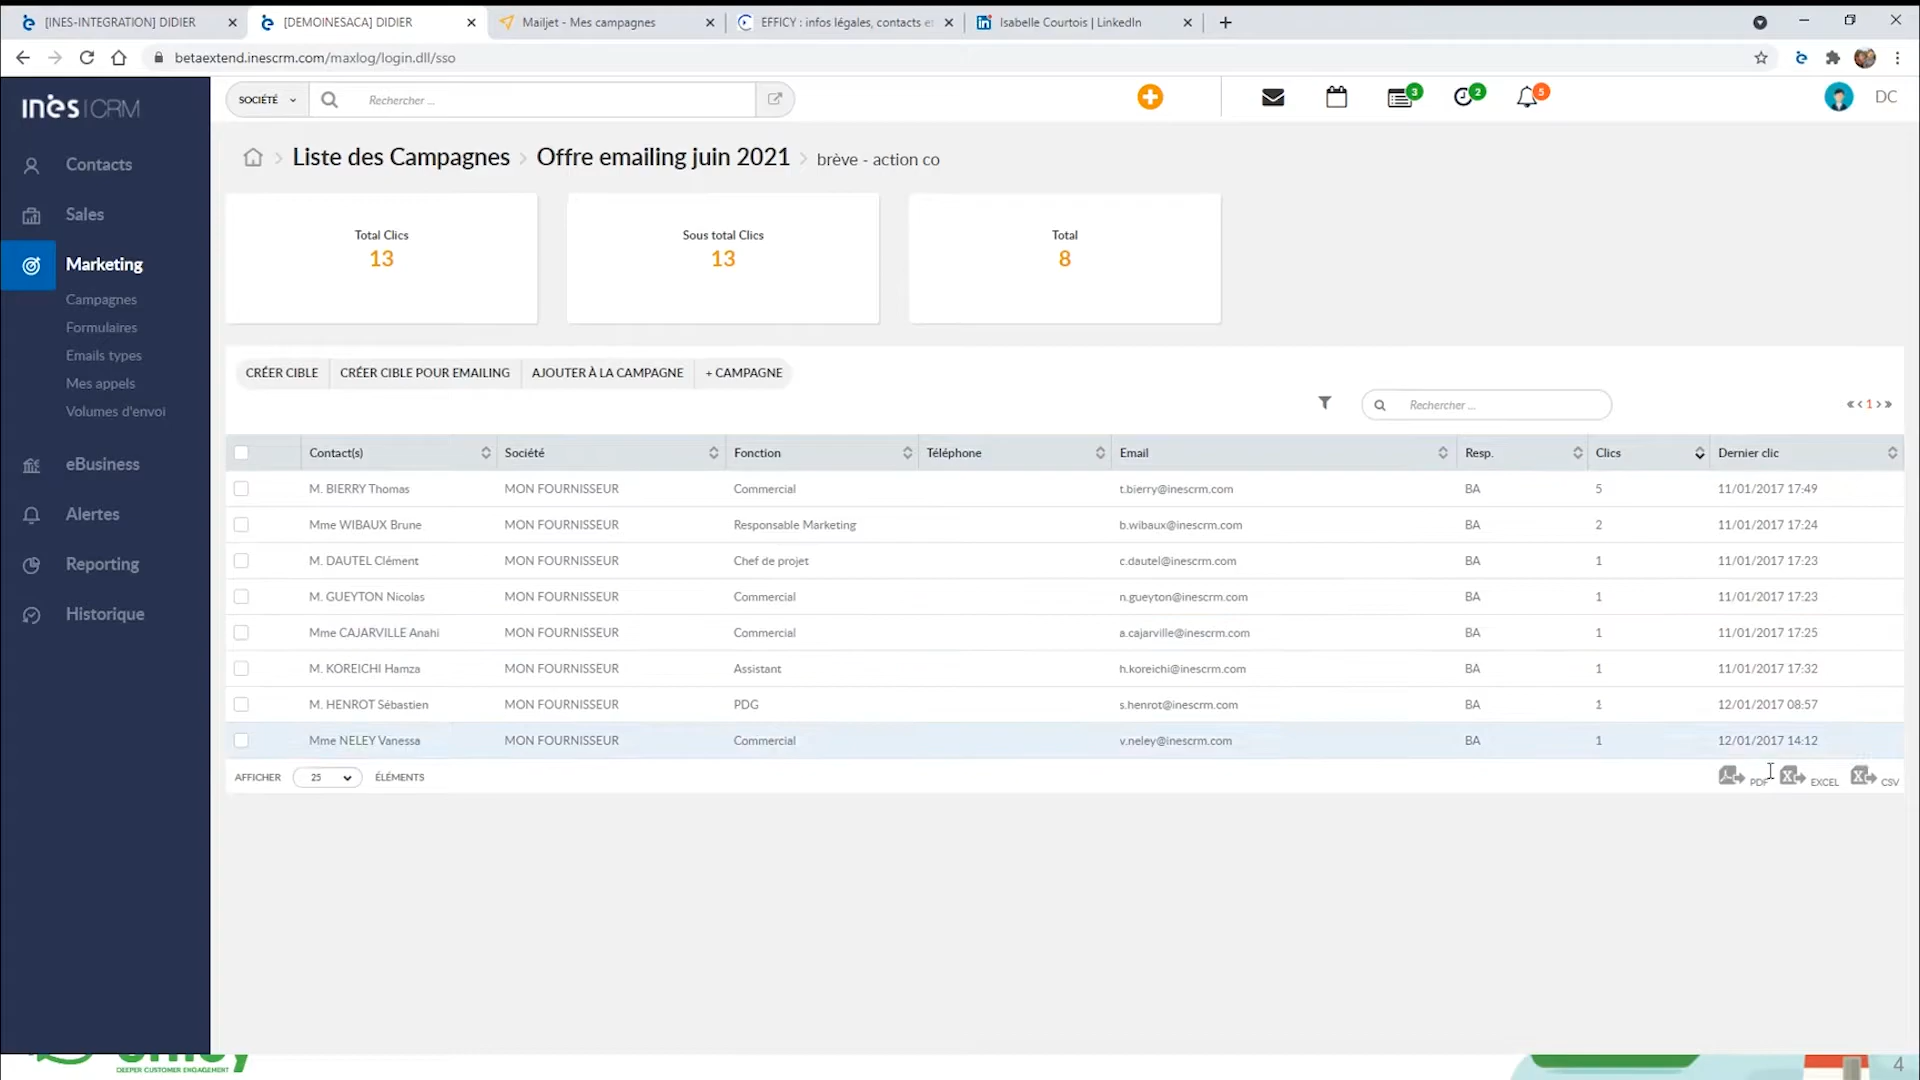 [INES-INTEGRATION] DIDIER
[DEMOINESACA] DIDIER
Mailjet - Mes campagnes
EFFICY : infos légales, contacts et
Isabelle Courtois | LinkedIn
betaextend.inescrm.com/maxlog/login.dll/sso
inès|CRM
SOCIÉTÉ
Rechercher ...
3
2
5
DC
Contacts
Sales
Marketing
Campagnes
Formulaires
Emails types
Mes appels
Volumes d'envoi
eBusiness
Alertes
Reporting
Historique
Liste des Campagnes > Offre emailing juin 2021 > brève - action co
Total Clics
13
Sous total Clics
13
Total
8
CRÉER CIBLE CRÉER CIBLE POUR EMAILING AJOUTER À LA CAMPAGNE + CAMPAGNE
Rechercher ...
1
Contact(s) Société Fonction Téléphone Email Resp. Clics Dernier clic
M. BIERRY Thomas MON FOURNISSEUR Commercial t.bierry@inescrm.com BA 5 11/01/2017 17:49
Mme WIBAUX Brune MON FOURNISSEUR Responsable Marketing b.wibaux@inescrm.com BA 2 11/01/2017 17:24
M. DAUTEL Clément MON FOURNISSEUR Chef de projet c.dautel@inescrm.com BA 1 11/01/2017 17:23
M. GUEYTON Nicolas MON FOURNISSEUR Commercial n.gueyton@inescrm.com BA 1 11/01/2017 17:23
Mme CAJARVILLE Anahi MON FOURNISSEUR Commercial a.cajarville@inescrm.com BA 1 11/01/2017 17:25
M. KOREICHI Hamza MON FOURNISSEUR Assistant h.koreichi@inescrm.com BA 1 11/01/2017 17:32
M. HENROT Sébastien MON FOURNISSEUR PDG s.henrot@inescrm.com BA 1 12/01/2017 08:57
Mme NELEY Vanessa MON FOURNISSEUR Commercial v.neley@inescrm.com BA 1 12/01/2017 14:12
AFFICHER 25 ÉLÉMENTS
PDF EXCEL CSV
DEEPER CUSTOMER ENGAGEMENT
4